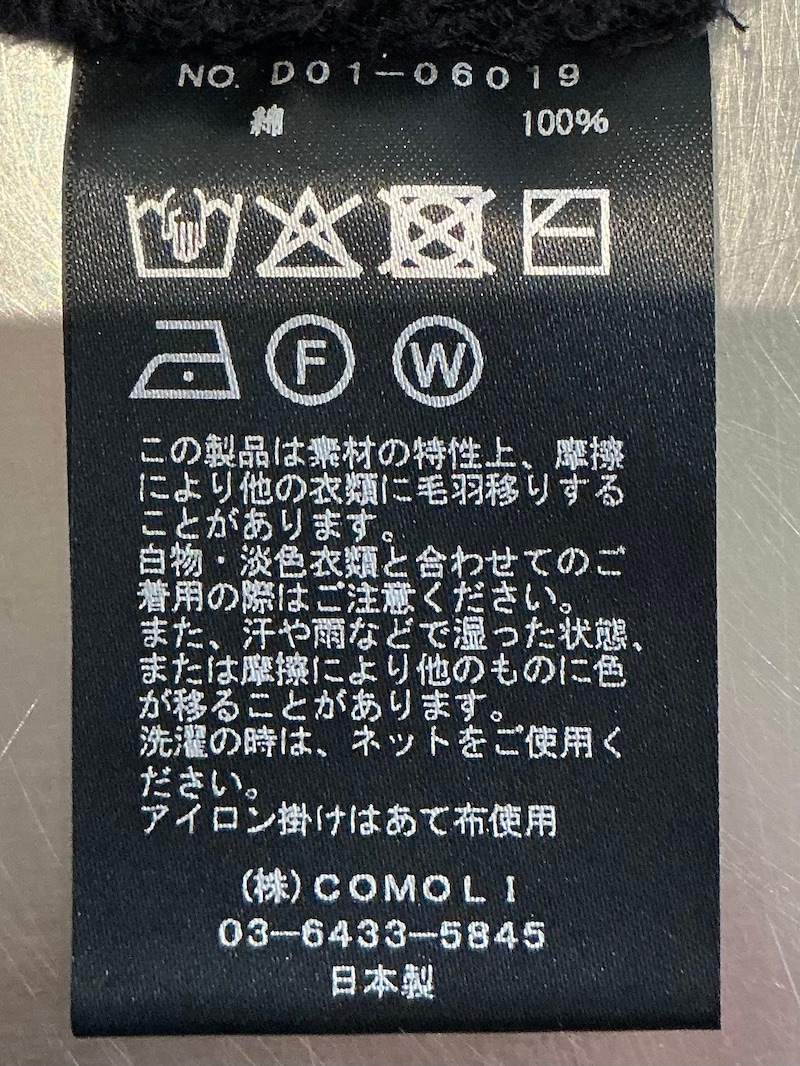 NO. D01-06019
綿 100%
F W
この製品は素材の特性上、摩擦
により他の衣類に毛羽移りする
ことがあります。
白物・淡色衣類と合わせてのご
着用の際はご注意ください。
また、汗や雨などで湿った状態、
または摩擦により他のものに色
が移ることがあります。
洗濯の時は、ネットをご使用く
ださい。
アイロン掛けはあて布使用
(株)COMOLI
03-6433-5845
日本製